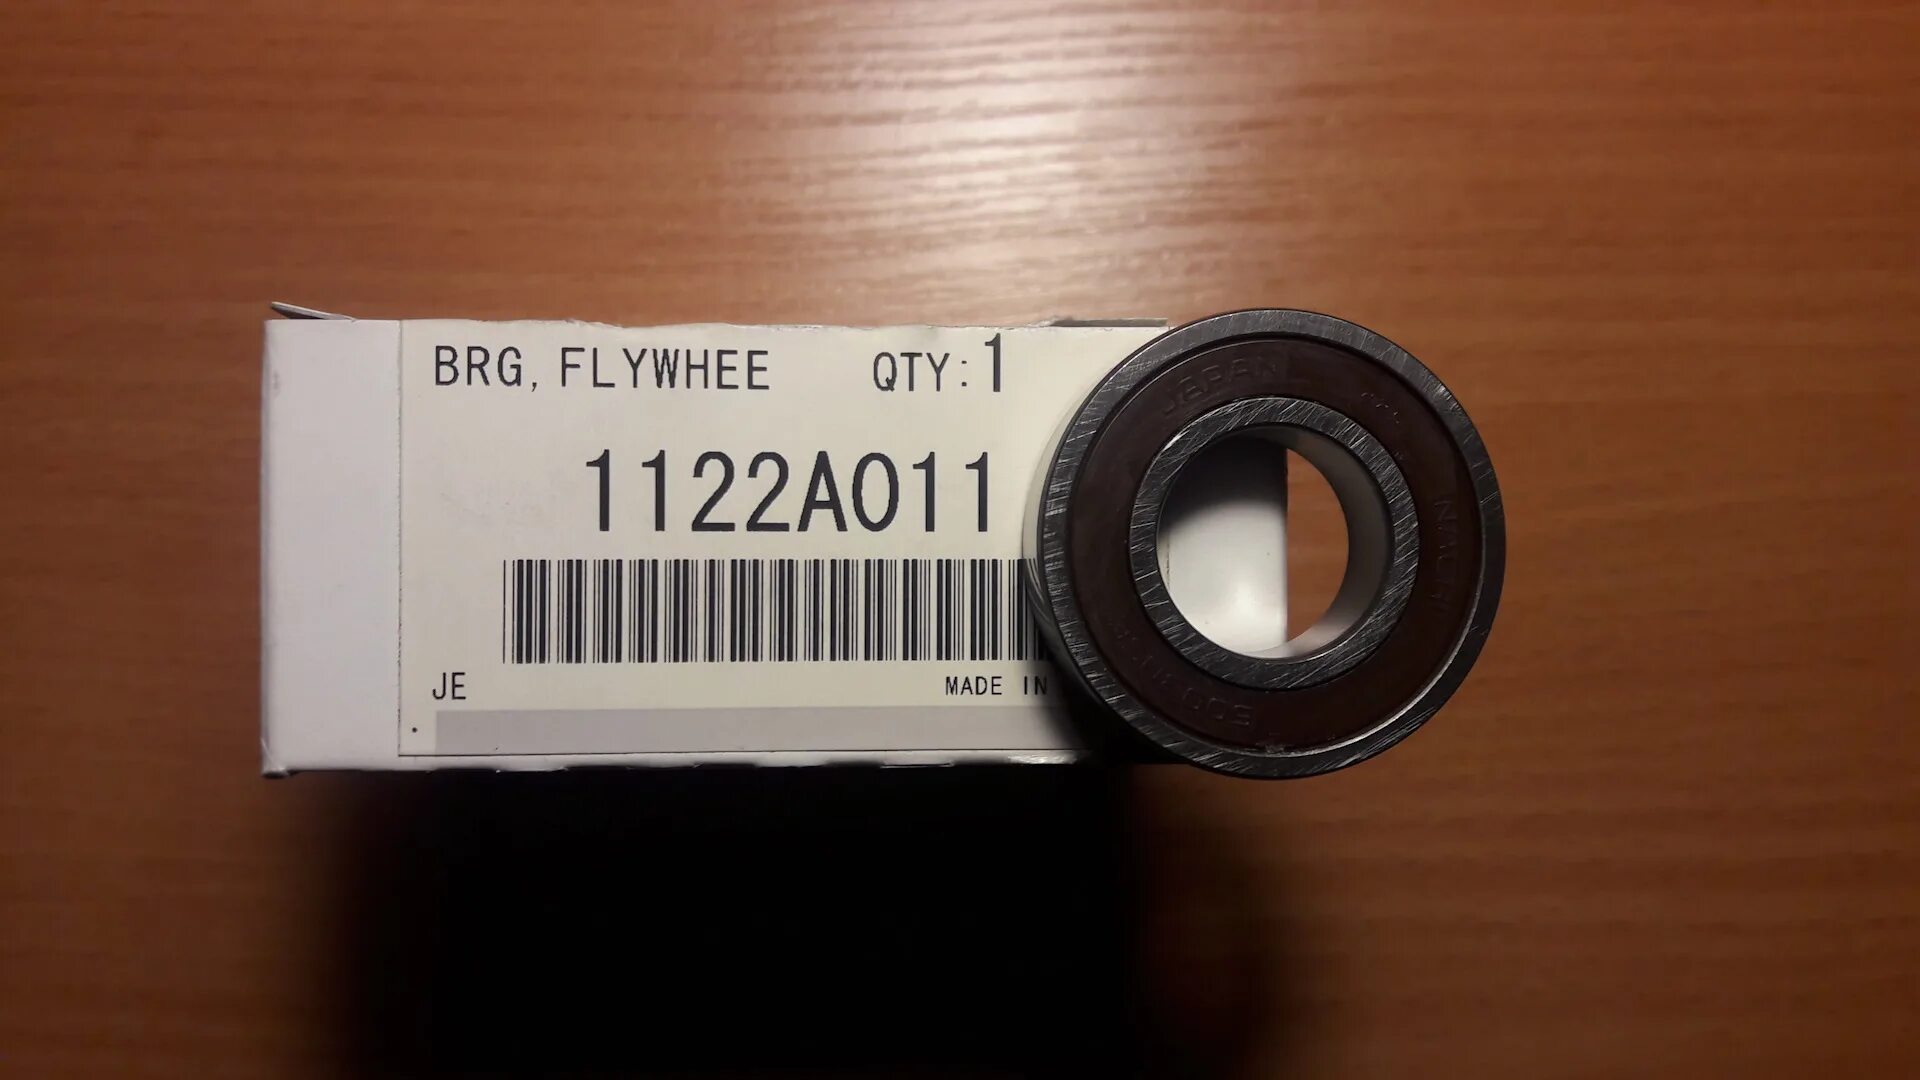 BRG, FLYWHEE QTY: 1
1122A011
JE MADE IN
JAPAN